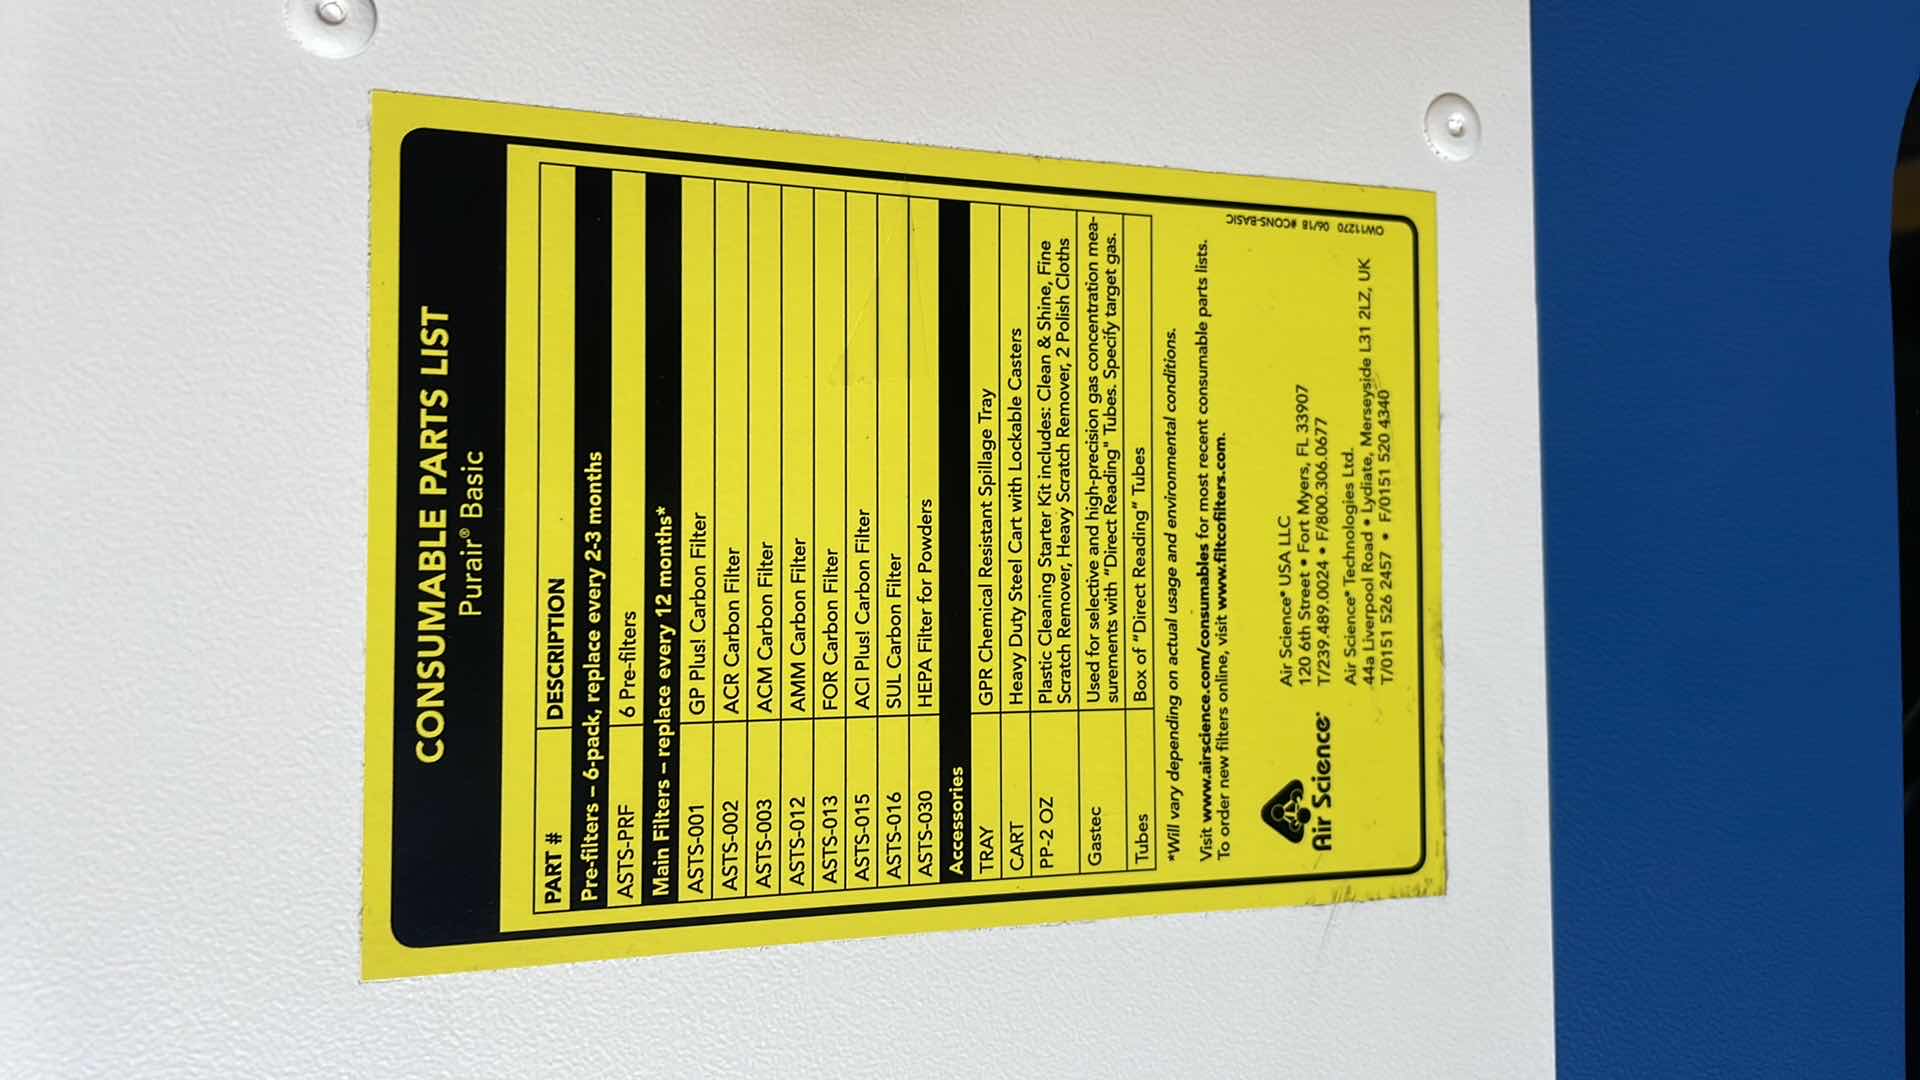 CONSUMABLE PARTS LIST
Purair® Basic
PART # DESCRIPTION
Pre-filters – 6-pack, replace every 2-3 months
ASTS-PRF 6 Pre-filters
Main Filters – replace every 12 months*
ASTS-001 GP Plus! Carbon Filter
ASTS-002 ACR Carbon Filter
ASTS-003 ACM Carbon Filter
ASTS-012 AMM Carbon Filter
ASTS-013 FOR Carbon Filter
ASTS-015 ACI Plus! Carbon Filter
ASTS-016 SUL Carbon Filter
ASTS-030 HEPA Filter for Powders
Accessories
TRAY GPR Chemical Resistant Spillage Tray
CART Heavy Duty Steel Cart with Lockable Casters
PP-2 OZ Plastic Cleaning Starter Kit includes: Clean & Shine, Fine
Scratch Remover, Heavy Scratch Remover, 2 Polish Cloths
Gastec Used for selective and high-precision gas concentration mea-
surements with "Direct Reading" Tubes. Specify target gas.
Tubes Box of "Direct Reading" Tubes
*Will vary depending on actual usage and environmental conditions.
Visit www.airscience.com/consumables for most recent consumable parts lists.
To order new filters online, visit www.filtcofilters.com.
Air Science®
Air Science® USA LLC
120 6th Street • Fort Myers, FL 33907
T/239.489.0024 • F/800.306.0677
Air Science® Technologies Ltd.
44a Liverpool Road • Lydiate, Merseyside L31 2LZ, UK
T/0151 526 2457 • F/0151 520 4340
OW11270 06/18 #CONS-BASIC